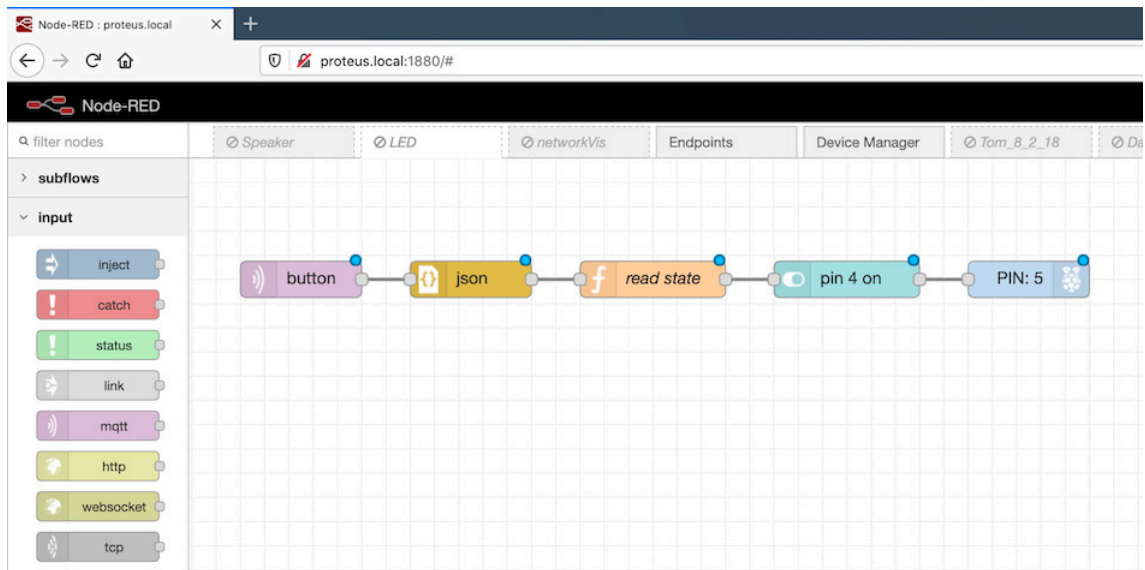 Node-RED : proteus.local
proteus.local:1880/#
Node-RED
filter nodes
Speaker
LED
networkVis
Endpoints
Device Manager
Tom_8_2_18
subflows
input
inject
catch
status
link
mqtt
http
websocket
tcp
button
json
read state
pin 4 on
PIN: 5